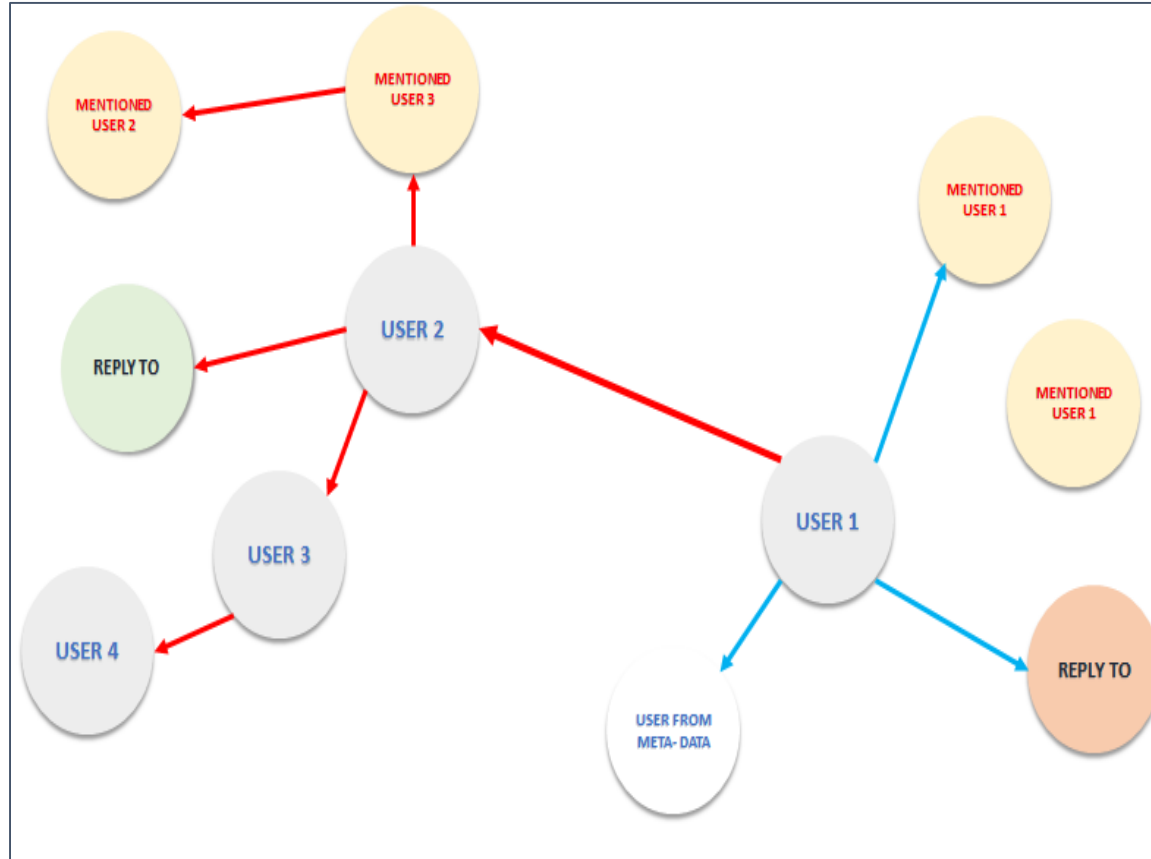 MENTIONED
USER 2
MENTIONED
USER 3
MENTIONED
USER 1
REPLY TO
USER 2
MENTIONED
USER 1
USER 3
USER 1
USER 4
USER FROM
META- DATA
REPLY TO